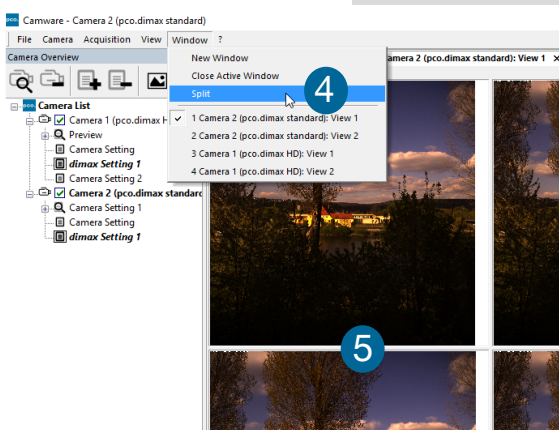 pco. Camware - Camera 2 (pco.dimax standard)
File Camera Acquisition View Window ?
Camera Overview
New Window
Close Active Window
Split
4
1 Camera 2 (pco.dimax standard): View 1
2 Camera 2 (pco.dimax standard): View 2
3 Camera 1 (pco.dimax HD): View 1
4 Camera 1 (pco.dimax HD): View 2
amera 2 (pco.dimax standard): View 1
pco. Camera List
Camera 1 (pco.dimax H
Preview
Camera Setting
dimax Setting 1
Camera Setting 2
Camera 2 (pco.dimax standard
Camera Setting 1
Camera Setting
dimax Setting 1
5